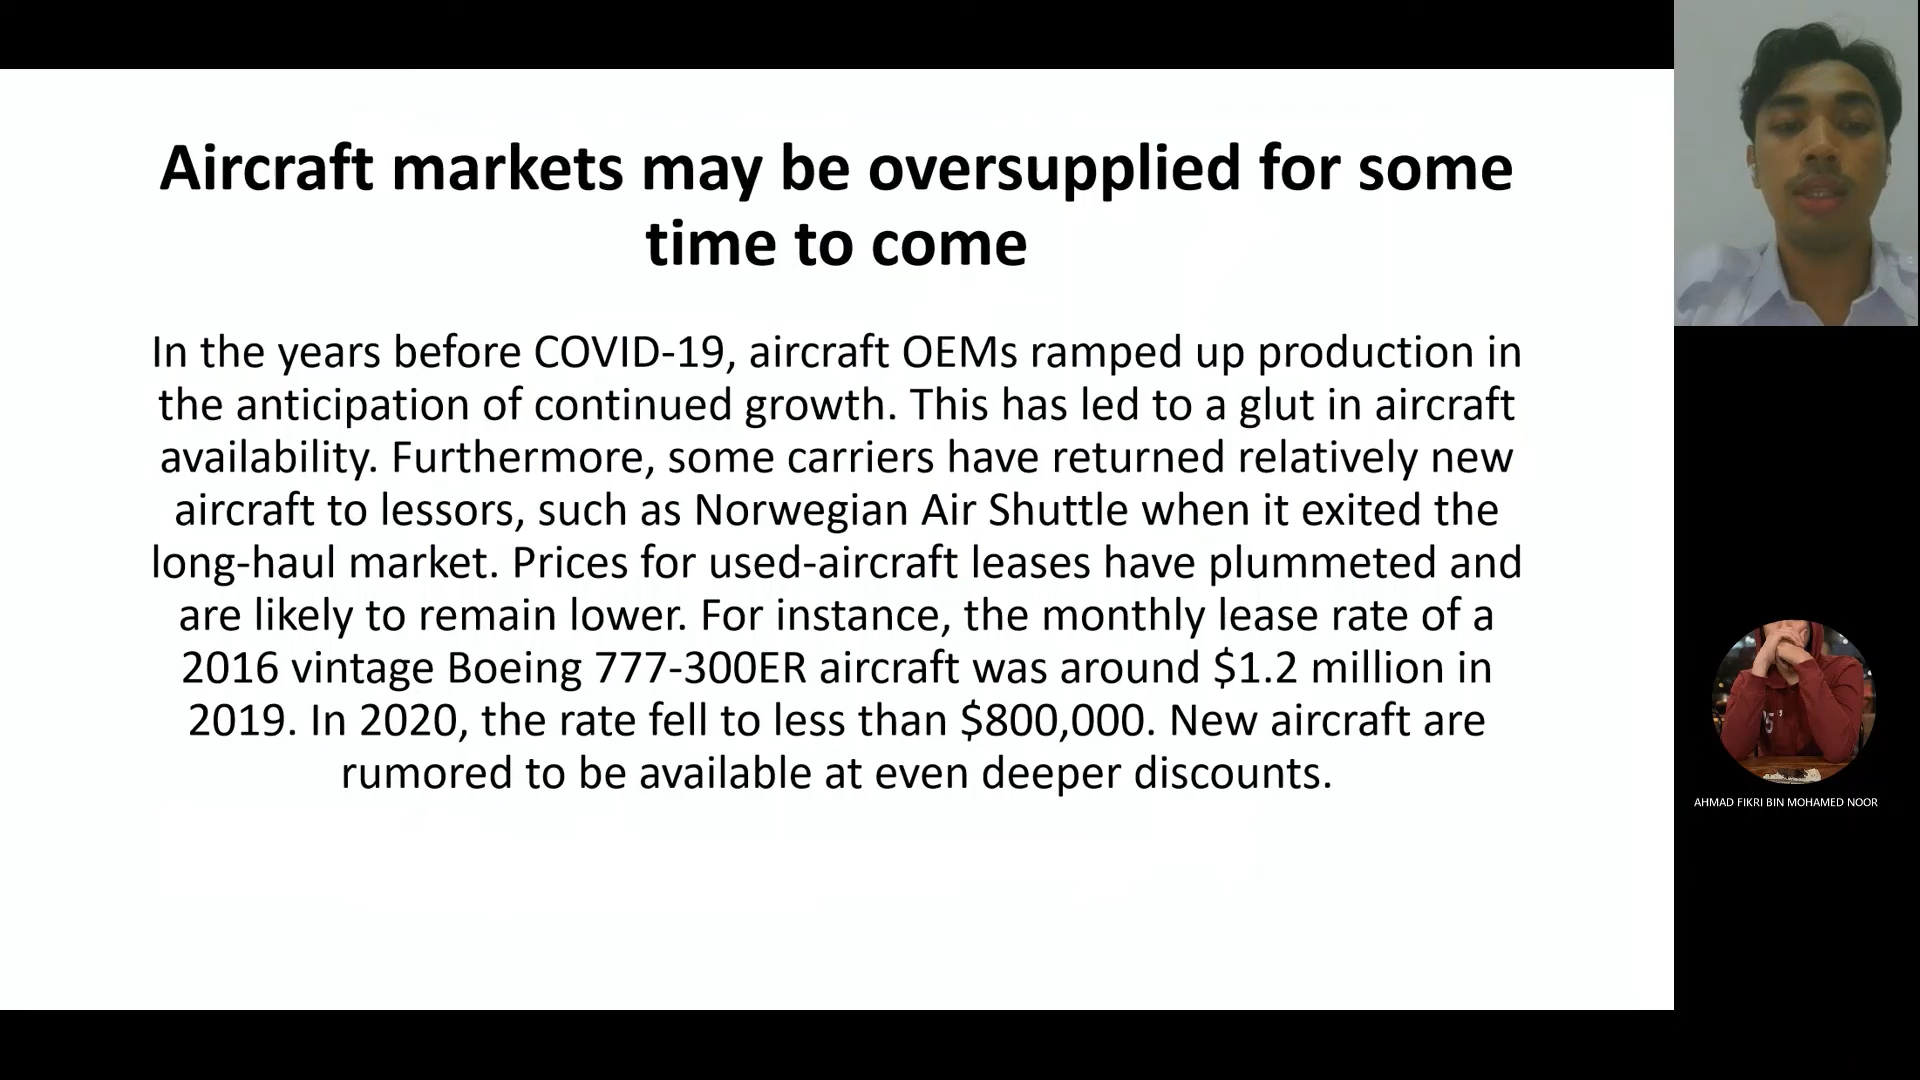 Aircraft markets may be oversupplied for some
time to come
In the years before COVID-19, aircraft OEMs ramped up production in
the anticipation of continued growth. This has led to a glut in aircraft
availability. Furthermore, some carriers have returned relatively new
aircraft to lessors, such as Norwegian Air Shuttle when it exited the
long-haul market. Prices for used-aircraft leases have plummeted and
are likely to remain lower. For instance, the monthly lease rate of a
2016 vintage Boeing 777-300ER aircraft was around $1.2 million in
2019. In 2020, the rate fell to less than $800,000. New aircraft are
rumored to be available at even deeper discounts.
AHMAD FIKRI BIN MOHAMED NOOR